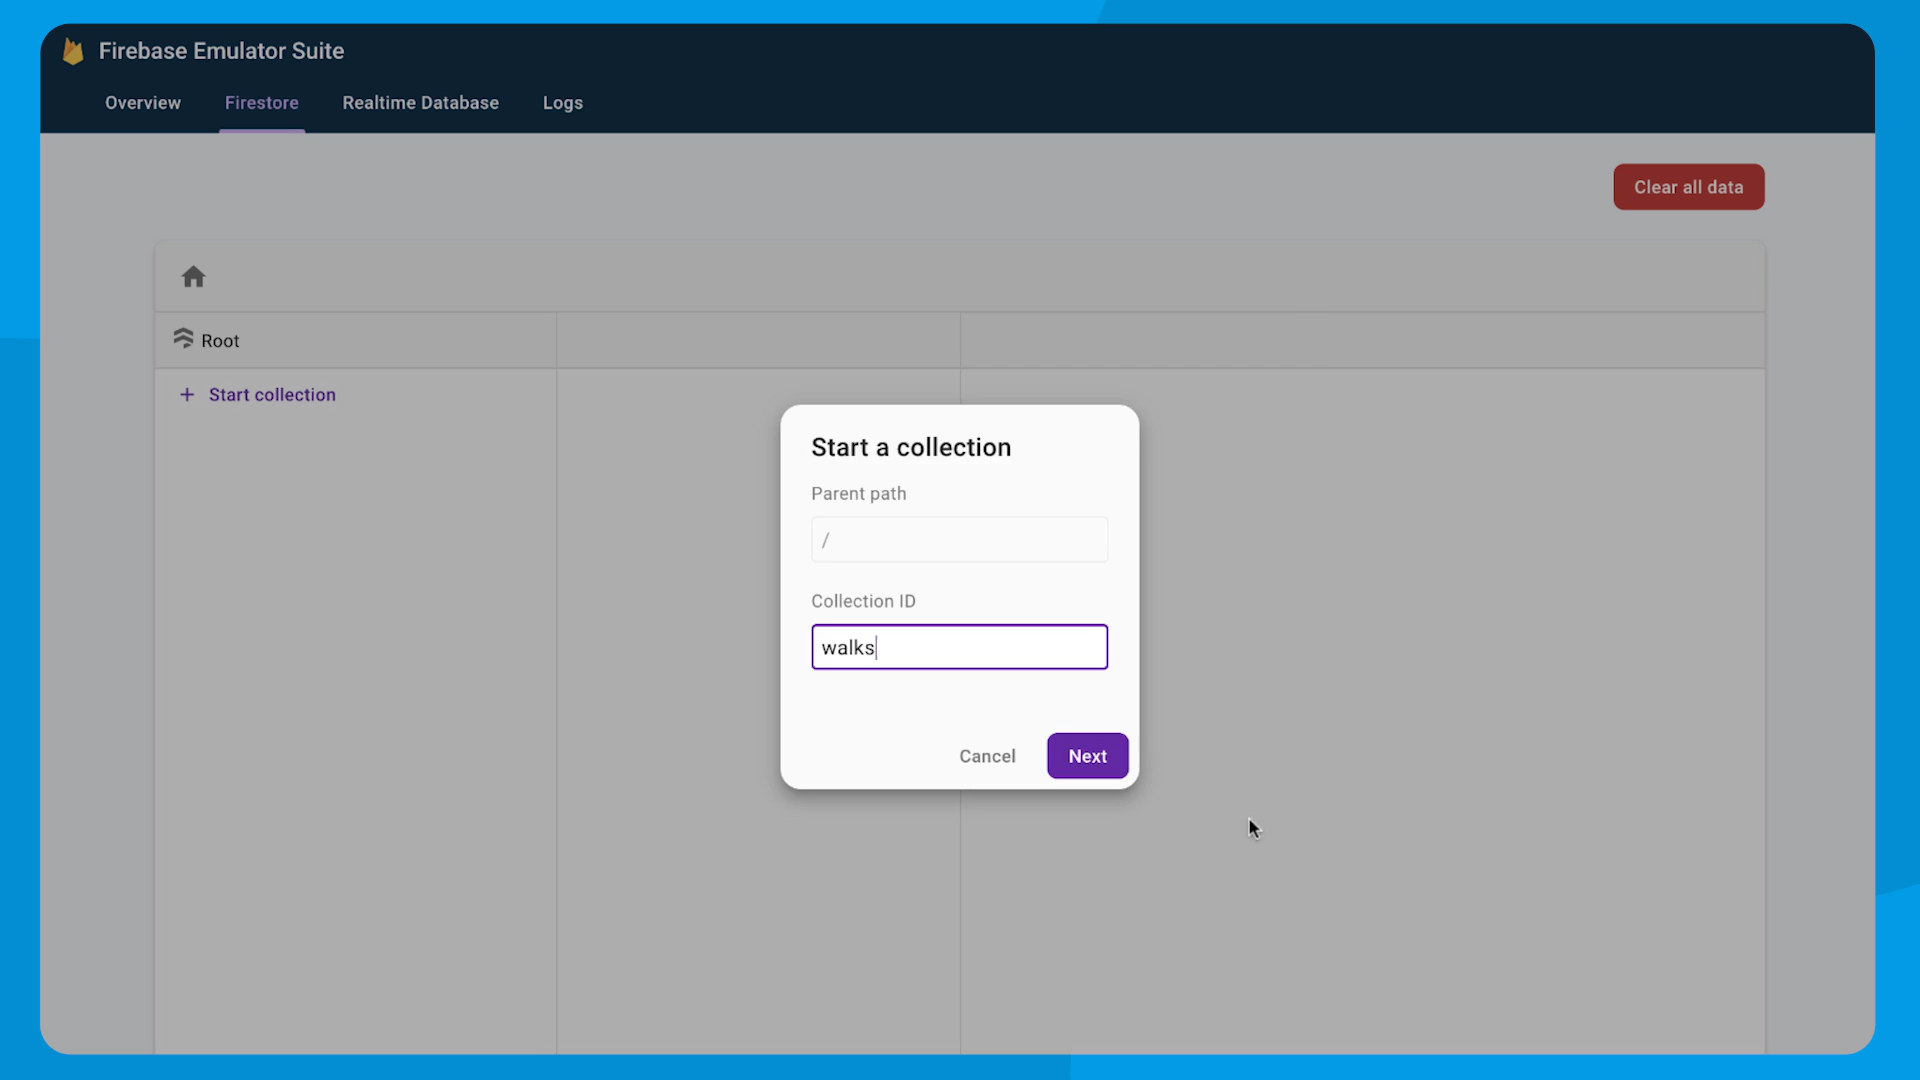 Firebase Emulator Suite
Overview Firestore Realtime Database Logs
Clear all data
Root
+ Start collection
Start a collection
Parent path
/
Collection ID
walks
Cancel Next